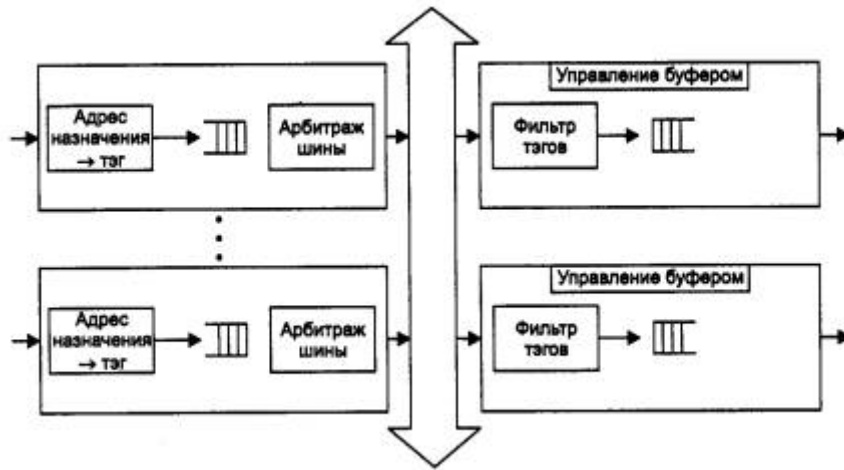 Адрес
назначения
→ тэг
Арбитраж
шины
Управление буфером
Фильтр
тэгов
Адрес
назначения
→ тэг
Арбитраж
шины
Управление буфером
Фильтр
тэгов